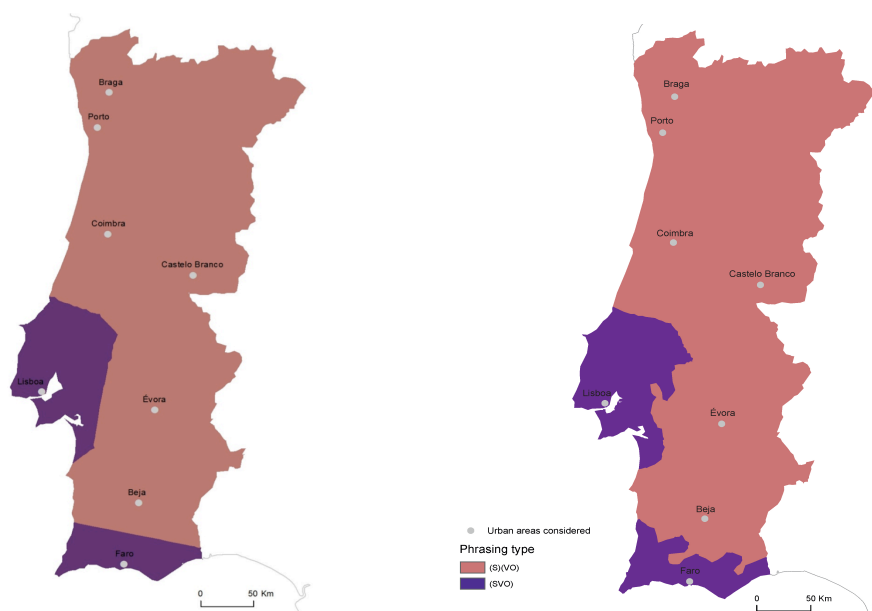 Braga
Porto
Coimbra
Castelo Branco
Lisboa
Évora
Beja
Faro
0 50 Km
Braga
Porto
Coimbra
Castelo Branco
Lisboa
Évora
Beja
Faro
Urban areas considered
Phrasing type
(S)(VO)
(SVO)
0 50 Km